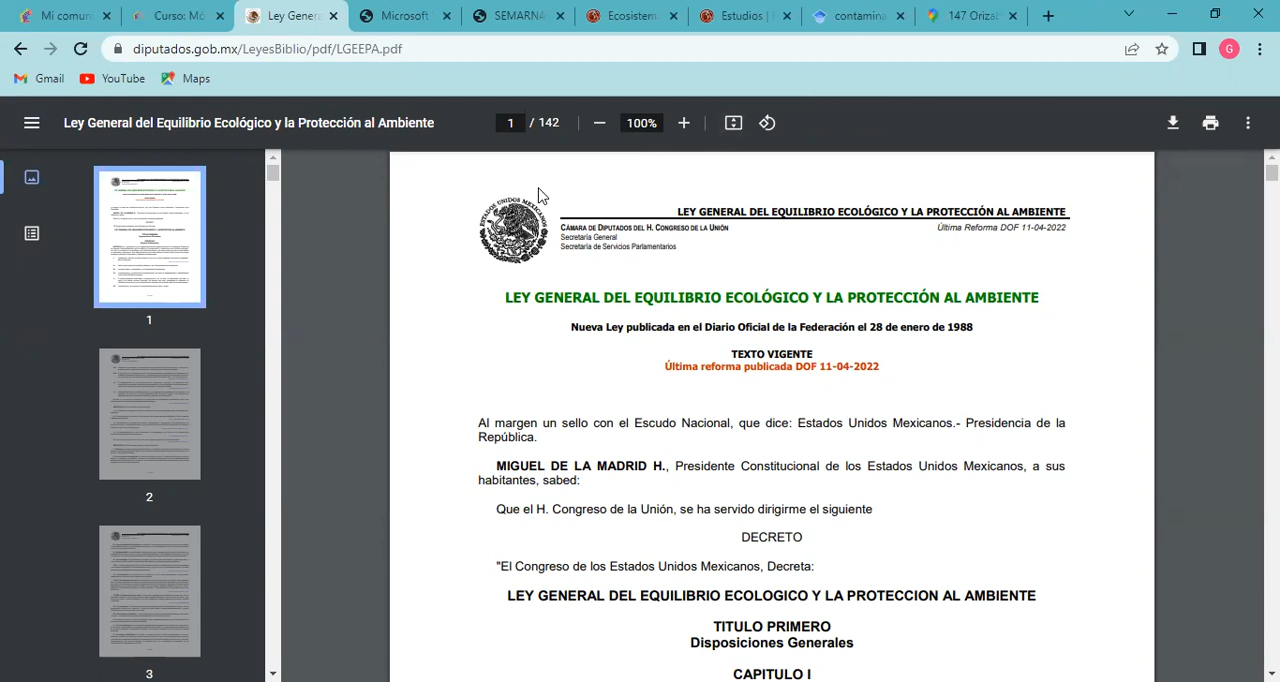 Mi comun
Curso: Mó
Ley Genera
Microsoft
SEMARNA
Ecosistem
Estudios |
contamina
147 Oriza
diputados.gob.mx/LeyesBiblio/pdf/LGEEPA.pdf
G
Gmail
YouTube
Maps
Ley General del Equilibrio Ecológico y la Protección al Ambiente
1 / 142
100%
1
2
3
ESTADOS UNIDOS MEXICANOS
LEY GENERAL DEL EQUILIBRIO ECOLÓGICO Y LA PROTECCIÓN AL AMBIENTE
CÁMARA DE DIPUTADOS DEL H. CONGRESO DE LA UNIÓN
Última Reforma DOF 11-04-2022
Secretaría General
Secretaría de Servicios Parlamentarios
LEY GENERAL DEL EQUILIBRIO ECOLÓGICO Y LA PROTECCIÓN AL AMBIENTE
Nueva Ley publicada en el Diario Oficial de la Federación el 28 de enero de 1988
TEXTO VIGENTE
Última reforma publicada DOF 11-04-2022
Al margen un sello con el Escudo Nacional, que dice: Estados Unidos Mexicanos.- Presidencia de la
República.
MIGUEL DE LA MADRID H., Presidente Constitucional de los Estados Unidos Mexicanos, a sus
habitantes, sabed:
Que el H. Congreso de la Unión, se ha servido dirigirme el siguiente
DECRETO
"El Congreso de los Estados Unidos Mexicanos, Decreta:
LEY GENERAL DEL EQUILIBRIO ECOLOGICO Y LA PROTECCION AL AMBIENTE
TITULO PRIMERO
Disposiciones Generales
CAPITULO I